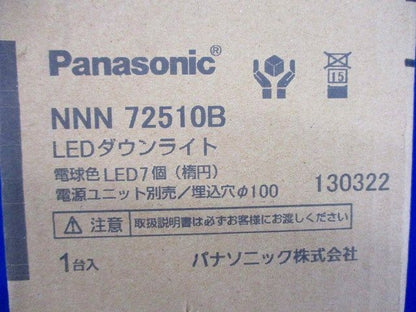 Panasonic®
15
NNN 72510B
LEDダウンライト
電球色LED7個（楕円）
電源ユニット別売／埋込穴φ100
130322
注意 取扱説明書は必ずお客様にお渡しください
1台入
パナソニック株式会社